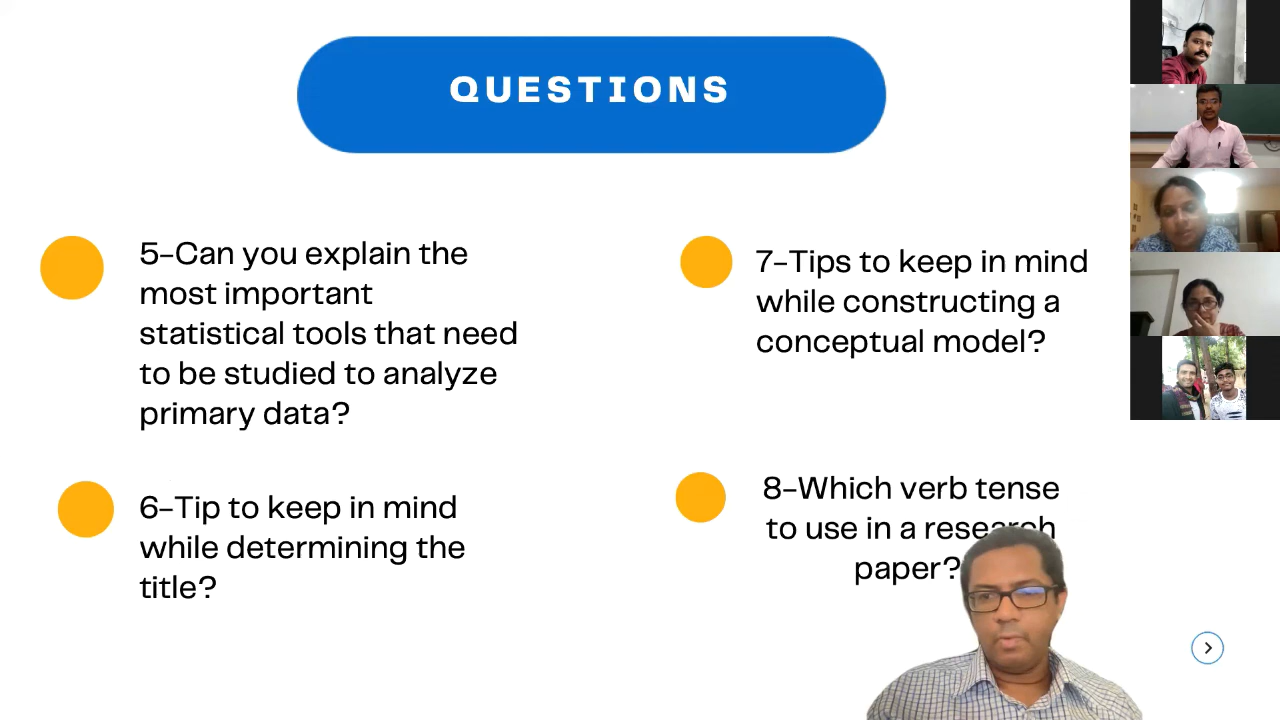 QUESTIONS
5-Can you explain the
most important
statistical tools that need
to be studied to analyze
primary data?
6-Tip to keep in mind
while determining the
title?
7-Tips to keep in mind
while constructing a
conceptual model?
8-Which verb tense
to use in a research
paper?